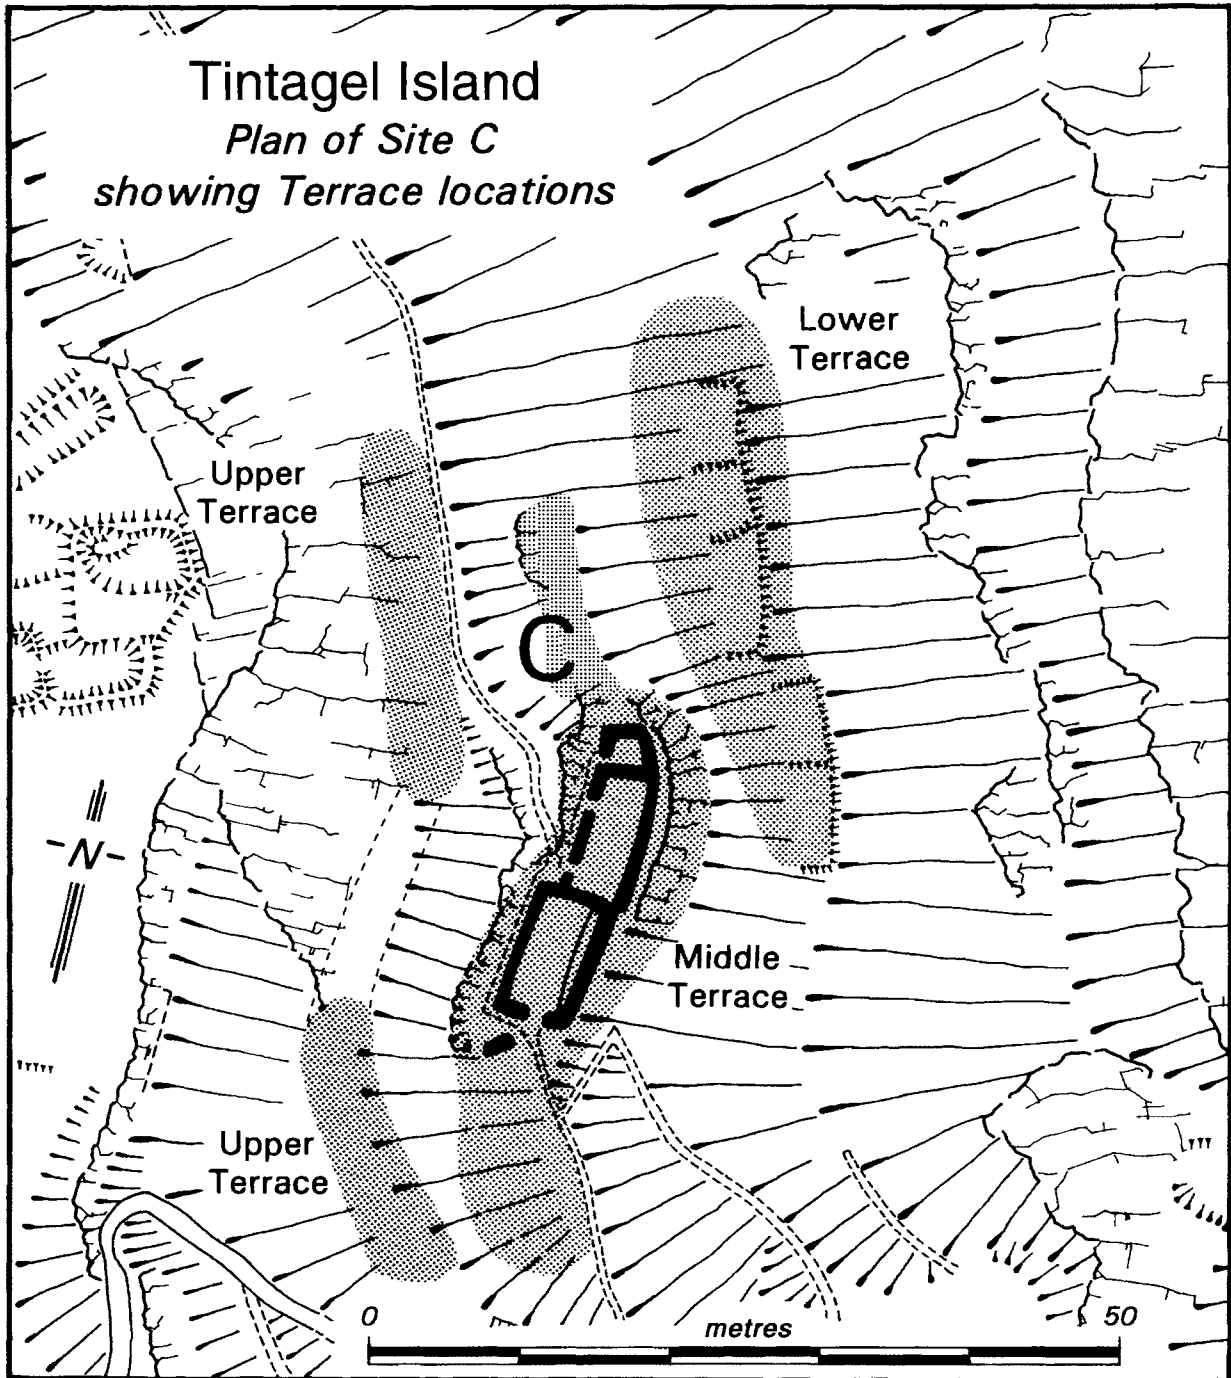 Tintagel Island
Plan of Site C
showing Terrace locations
Lower
Terrace
Upper
Terrace
C
N
Middle
Terrace
Upper
Terrace
0
metres
50